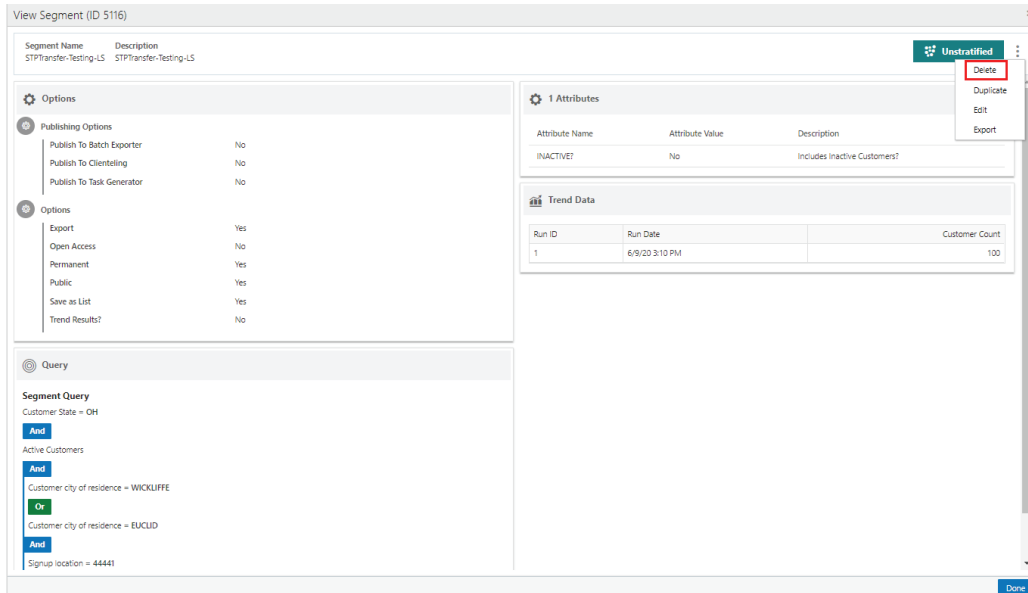 View Segment (ID 5116)
Segment Name Description
STPTransfer-Testing-LS STPTransfer-Testing-LS
Unstratified
Delete
Duplicate
Edit
Export
Options
Publishing Options
Publish To Batch Exporter No
Publish To Clienteling No
Publish To Task Generator No
Options
Export Yes
Open Access No
Permanent Yes
Public Yes
Save as List Yes
Trend Results? No
Query
Segment Query
Customer State = OH
And
Active Customers
And
Customer city of residence = WICKLIFFE
Or
Customer city of residence = EUCLID
And
Signup location = 44441
1 Attributes
Attribute Name Attribute Value Description
INACTIVE? No Includes Inactive Customers?
Trend Data
Run ID Run Date Customer Count
1 6/9/20 3:10 PM 100
Done